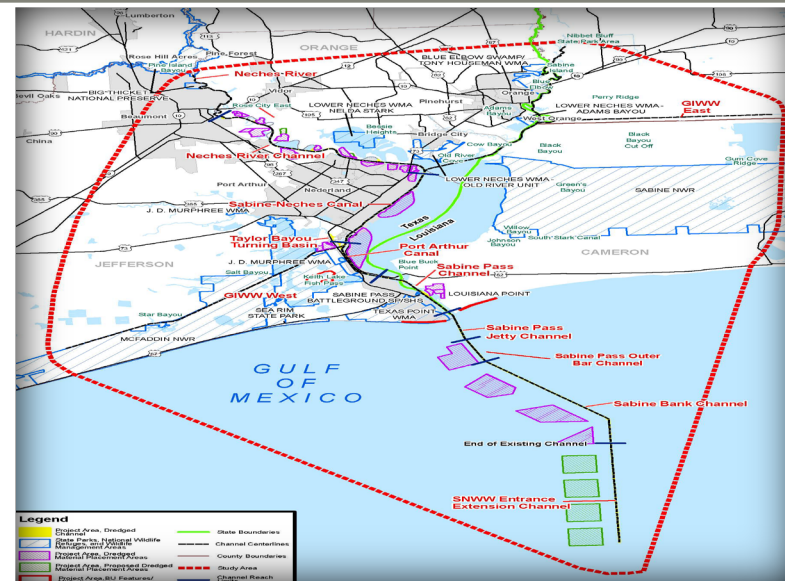 HARDIN
Lumberton
ORANGE
Rose Hill Acres
Pine Forest
Pine Island
Bayou
Neches River
Vidor
BIG THICKET
NATIONAL PRESERVE
Rose City East
Beaumont
China
LOWER NECHES WMA
NELDA STARK
Bessie
Heights
BLUE ELBOW SWAMP/
TONY HOUSEMAN WMA
Niblett Bluff
State Park Area
Sabine
Island
Blue
Elbow
Orange
Pinehurst
Adams
Bayou
West Orange
Perry Ridge
LOWER NECHES WMA -
ADAMS BAYOU
GIWW
East
Bridge City
Cow Bayou
Old River
Cove
Black
Bayou
Black
Bayou
Cut Off
Gum Cove
Ridge
Neches River Channel
Port Arthur
Nederland
LOWER NECHES WMA -
OLD RIVER UNIT
Green's
Bayou
SABINE NWR
Sabine-Neches Canal
J. D. MURPHREE WMA
Texas
Louisiana
Willow
Bayou
Johnson
Bayou
South Stark Canal
Taylor Bayou
Turning Basin
Port Arthur
Canal
JEFFERSON
CAMERON
J. D. MURPHREE WMA
Blue Buck
Point
Sabine Pass
Channel
Salt Bayou
Keith Lake
Fish Pass
GIWW West
SABINE PASS
BATTLEGROUND SP/SHS
LOUISIANA POINT
SEA RIM
STATE PARK
TEXAS POINT
WMA
Star Bayou
MCFADDIN NWR
Sabine Pass
Jetty Channel
Sabine Pass Outer
Bar Channel
GULF
OF
MEXICO
Sabine Bank Channel
End of Existing Channel
SNWW Entrance
Extension Channel
Legend
Project Area, Dredged
Channel
State Parks, National Wildlife
Refuges, and Wildlife
Management Areas
Project Area, Dredged
Material Placement Areas
Project Area, Proposed Dredged
Material Placement Areas
Project Area, BU Features/
State Boundaries
Channel Centerlines
County Boundaries
Study Area
Channel Reach